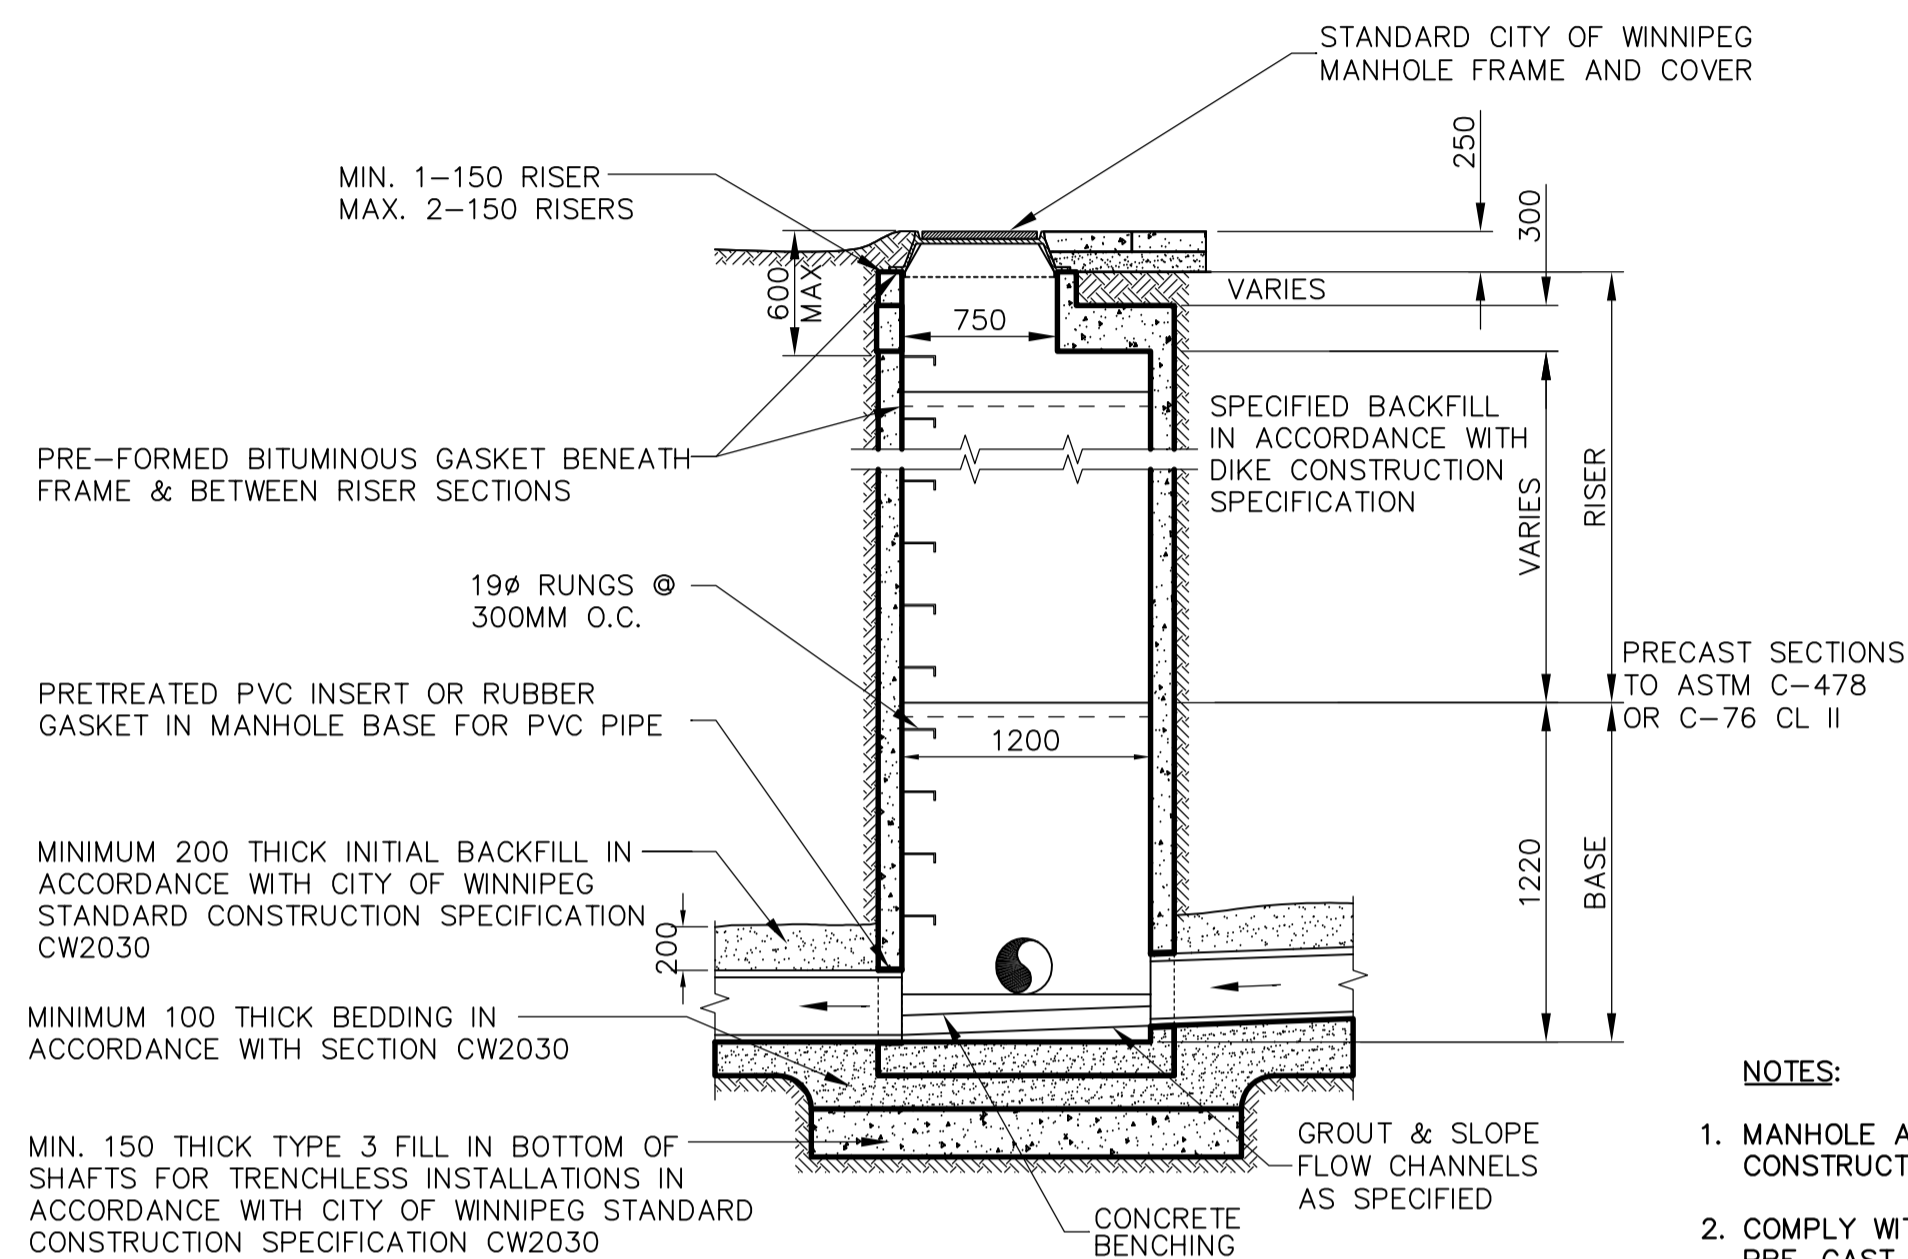 STANDARD CITY OF WINNIPEG
MANHOLE FRAME AND COVER
250
300
MIN. 1-150 RISER
MAX. 2-150 RISERS
600
MAX
VARIES
750
PRE-FORMED BITUMINOUS GASKET BENEATH
FRAME & BETWEEN RISER SECTIONS
SPECIFIED BACKFILL
IN ACCORDANCE WITH
DIKE CONSTRUCTION
SPECIFICATION
VARIES
RISER
19ø RUNGS @
300MM O.C.
PRECAST SECTIONS
TO ASTM C-478
OR C-76 CL II
PRETREATED PVC INSERT OR RUBBER
GASKET IN MANHOLE BASE FOR PVC PIPE
1200
MINIMUM 200 THICK INITIAL BACKFILL IN
ACCORDANCE WITH CITY OF WINNIPEG
STANDARD CONSTRUCTION SPECIFICATION
CW2030
200
1220
BASE
MINIMUM 100 THICK BEDDING IN
ACCORDANCE WITH SECTION CW2030
MIN. 150 THICK TYPE 3 FILL IN BOTTOM OF
SHAFTS FOR TRENCHLESS INSTALLATIONS IN
ACCORDANCE WITH CITY OF WINNIPEG STANDARD
CONSTRUCTION SPECIFICATION CW2030
CONCRETE
BENCHING
GROUT & SLOPE
FLOW CHANNELS
AS SPECIFIED
NOTES:
1. MANHOLE A
CONSTRUCT
2. COMPLY WIT